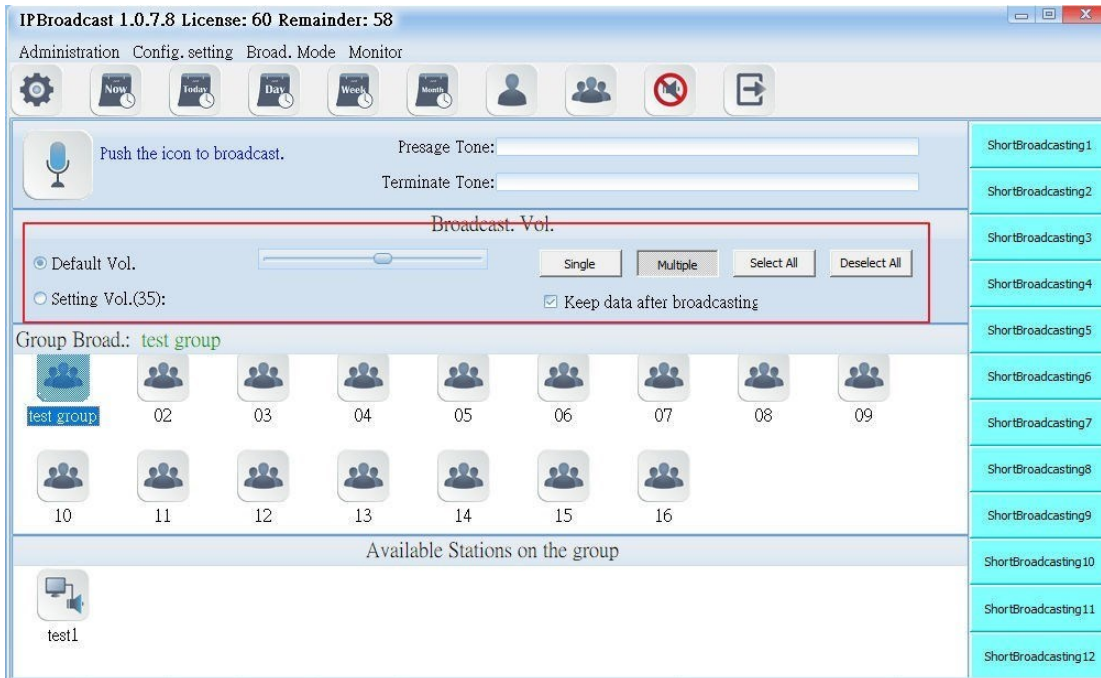 IPBroadcast 1.0.7.8 License: 60 Remainder: 58
Administration Config. setting Broad. Mode Monitor
Now Today Day Week Month
Push the icon to broadcast.
Presage Tone:
Terminate Tone:
Broadcast. Vol.
Default Vol.
Single Multiple Select All Deselect All
Setting Vol.(35):
Keep data after broadcasting
Group Broad.: test group
test group 02 03 04 05 06 07 08 09
10 11 12 13 14 15 16
Available Stations on the group
test1
ShortBroadcasting1
ShortBroadcasting2
ShortBroadcasting3
ShortBroadcasting4
ShortBroadcasting5
ShortBroadcasting6
ShortBroadcasting7
ShortBroadcasting8
ShortBroadcasting9
ShortBroadcasting10
ShortBroadcasting11
ShortBroadcasting12